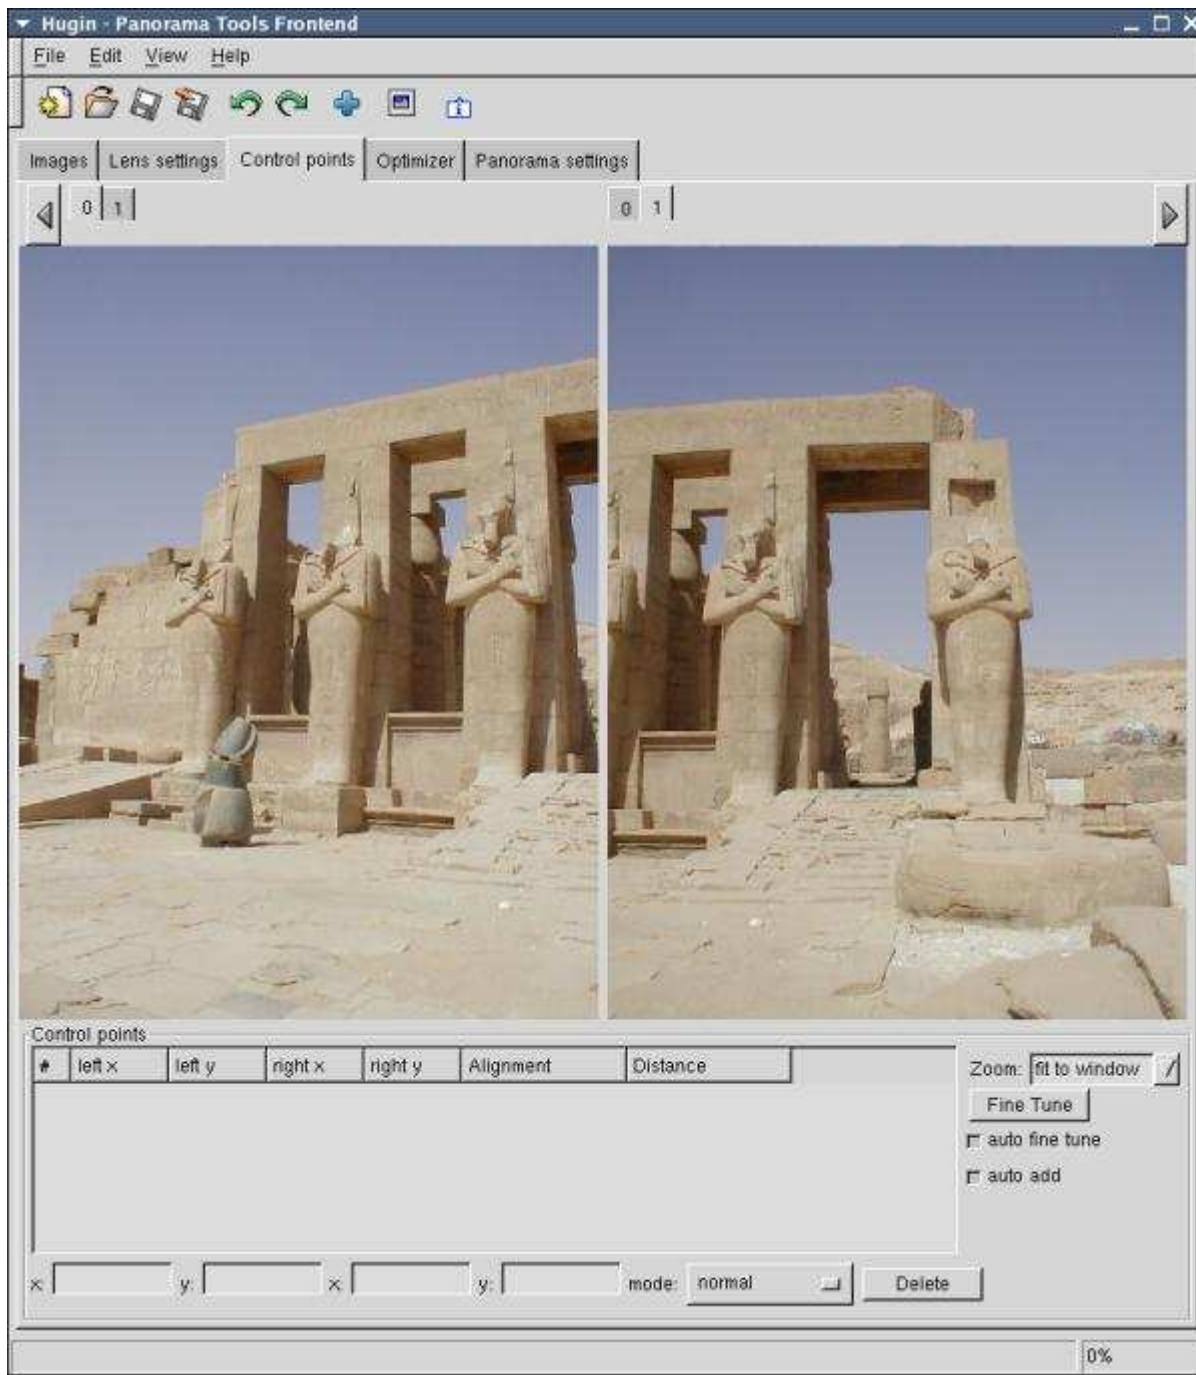 Hugin - Panorama Tools Frontend
File Edit View Help
Images Lens settings Control points Optimizer Panorama settings
0 1 0 1
Control points
# left x left y right x right y Alignment Distance
Zoom: fit to window
Fine Tune
auto fine tune
auto add
x: y: x: y: mode: normal Delete
0%